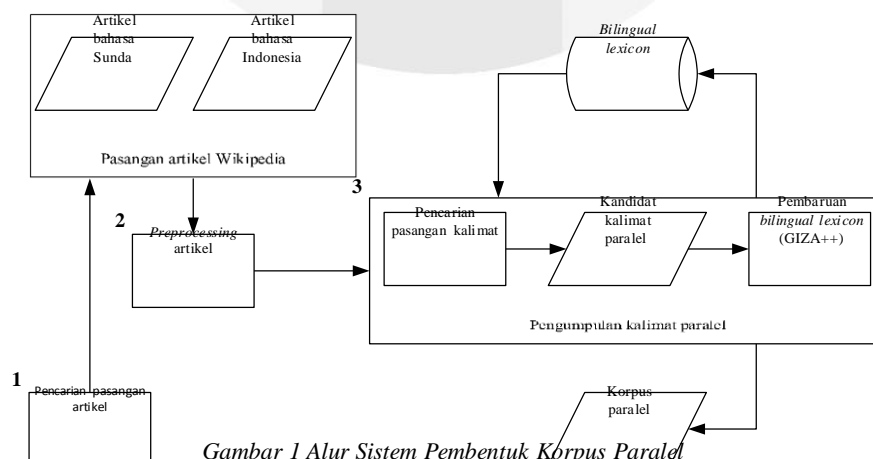 Artikel
bahasa
Sunda
Artikel
bahasa
Indonesia
Pasangan artikel Wikipedia
Bilingual
lexicon
3
2
Preprocessing
artikel
Pencarian
pasangan kalimat
Kandidat
kalimat
paralel
Pembaruan
bilingual lexicon
(GIZA++)
Pengumpulan kalimat paralel
1
Pencarian pasangan
artikel
Korpus
paralel
Gambar 1 Alur Sistem Pembentuk Korpus Paralel